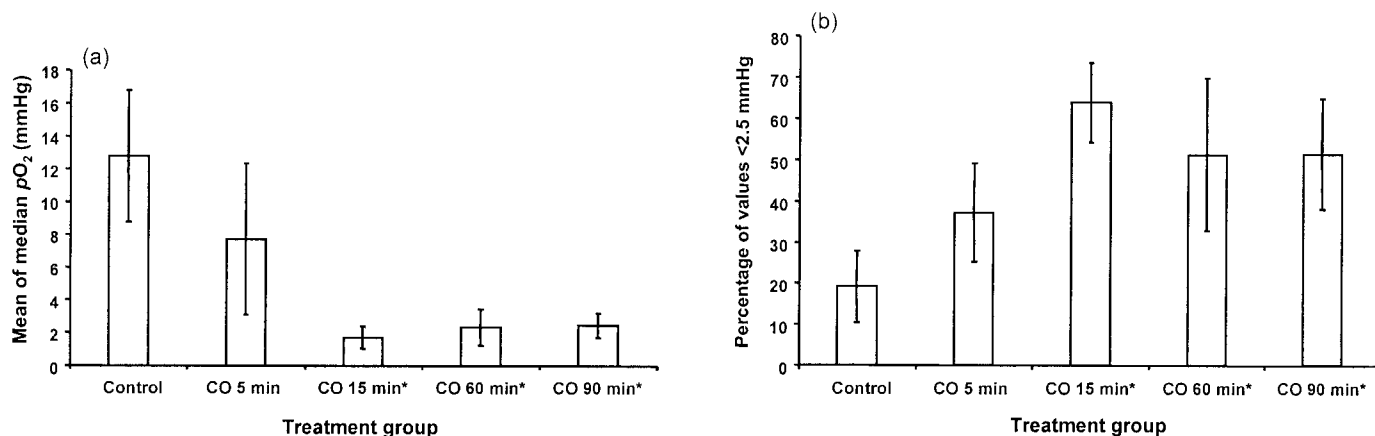 (a)
Mean of median pO₂ (mmHg)
18
16
14
12
10
8
6
4
2
0
Control CO 5 min CO 15 min* CO 60 min* CO 90 min*
Treatment group
(b)
Percentage of values <2.5 mmHg
80
70
60
50
40
30
20
10
0
Control CO 5 min CO 15 min* CO 60 min* CO 90 min*
Treatment group